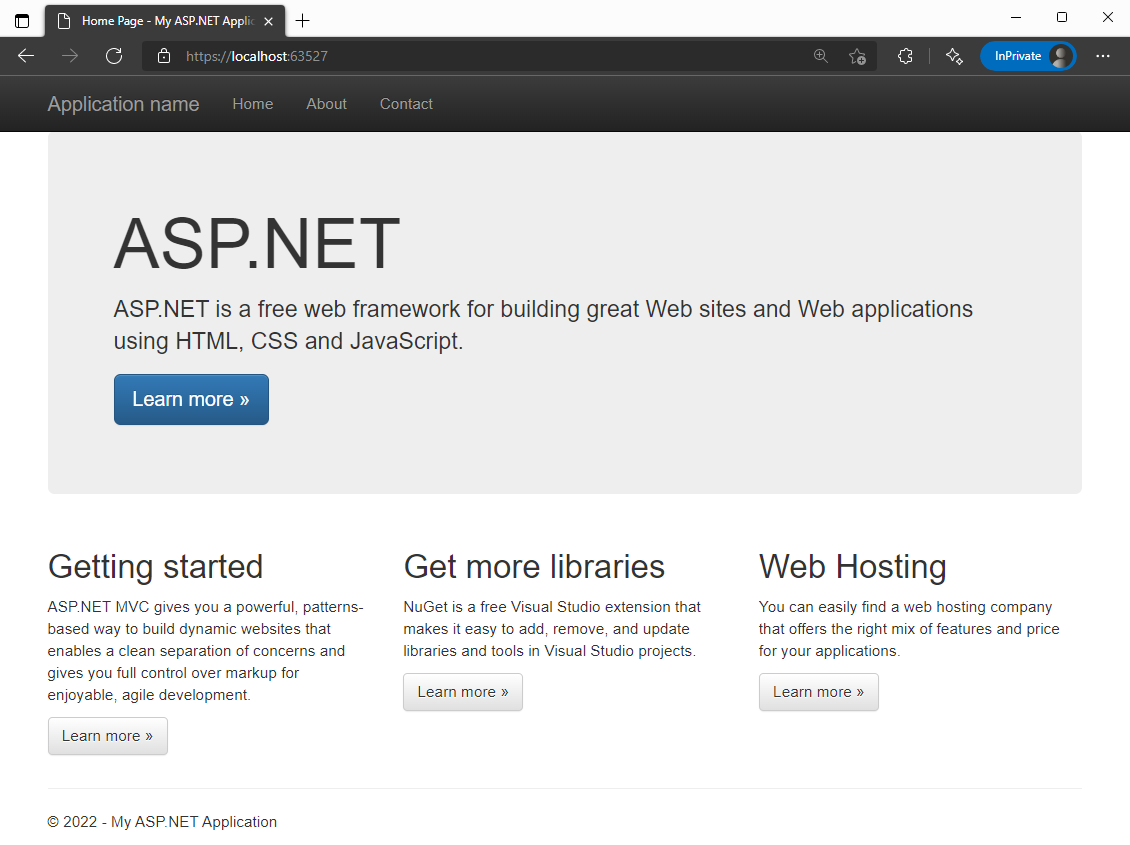 Home Page - My ASP.NET Applic
https://localhost:63527
InPrivate
Application name Home About Contact
ASP.NET
ASP.NET is a free web framework for building great Web sites and Web applications
using HTML, CSS and JavaScript.
Learn more »
Getting started
ASP.NET MVC gives you a powerful, patterns-
based way to build dynamic websites that
enables a clean separation of concerns and
gives you full control over markup for
enjoyable, agile development.
Learn more »
Get more libraries
NuGet is a free Visual Studio extension that
makes it easy to add, remove, and update
libraries and tools in Visual Studio projects.
Learn more »
Web Hosting
You can easily find a web hosting company
that offers the right mix of features and price
for your applications.
Learn more »
© 2022 - My ASP.NET Application